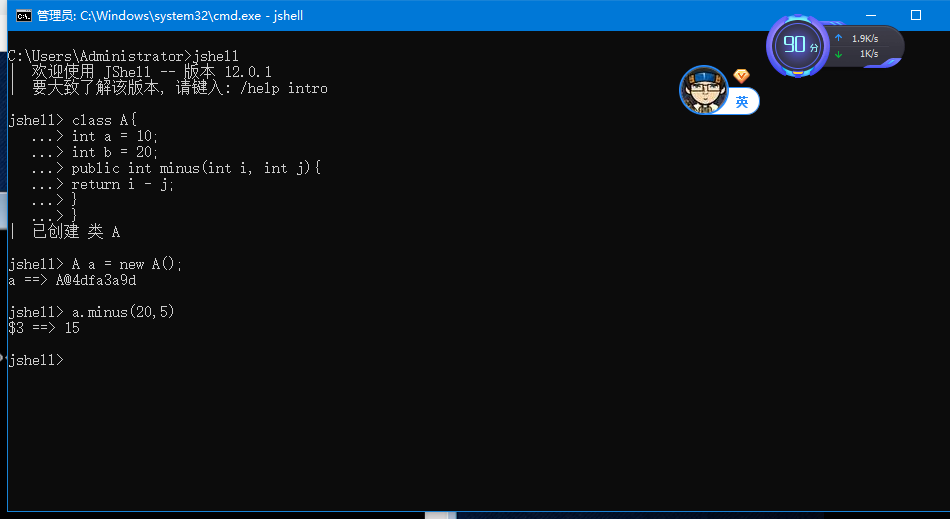 管理员: C:\Windows\system32\cmd.exe - jshell
C:\Users\Administrator>jshell
|  欢迎使用 JShell -- 版本 12.0.1
|  要大致了解该版本, 请键入: /help intro
jshell> class A{
   ...> int a = 10;
   ...> int b = 20;
   ...> public int minus(int i, int j){
   ...> return i - j;
   ...> }
   ...> }
|  已创建 类 A
jshell> A a = new A();
a ==> A@4dfa3a9d
jshell> a.minus(20,5)
$3 ==> 15
jshell>
90分
↑ 1.9K/s
↓ 1K/s
英